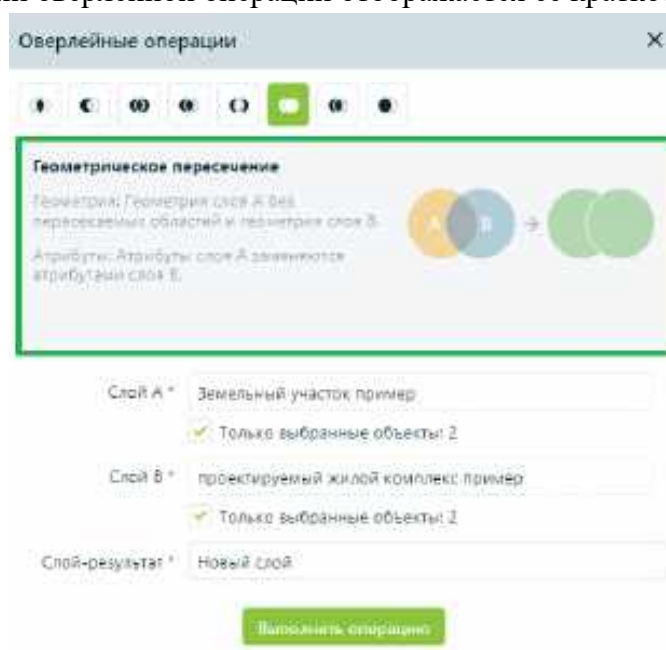 Оверлейные операции
Геометрическое пересечение
Геометрия: Геометрия слоя А без
пересекаемых областей и геометрия слоя В.
Атрибуты: Атрибуты слоя А заменяются
атрибутами слоя В.
А В
Слой А * Земельный участок пример
Только выбранные объекты: 2
Слой В * проектируемый жилой комплекс пример
Только выбранные объекты: 2
Слой-результат * Новый слой
Выполнить операцию